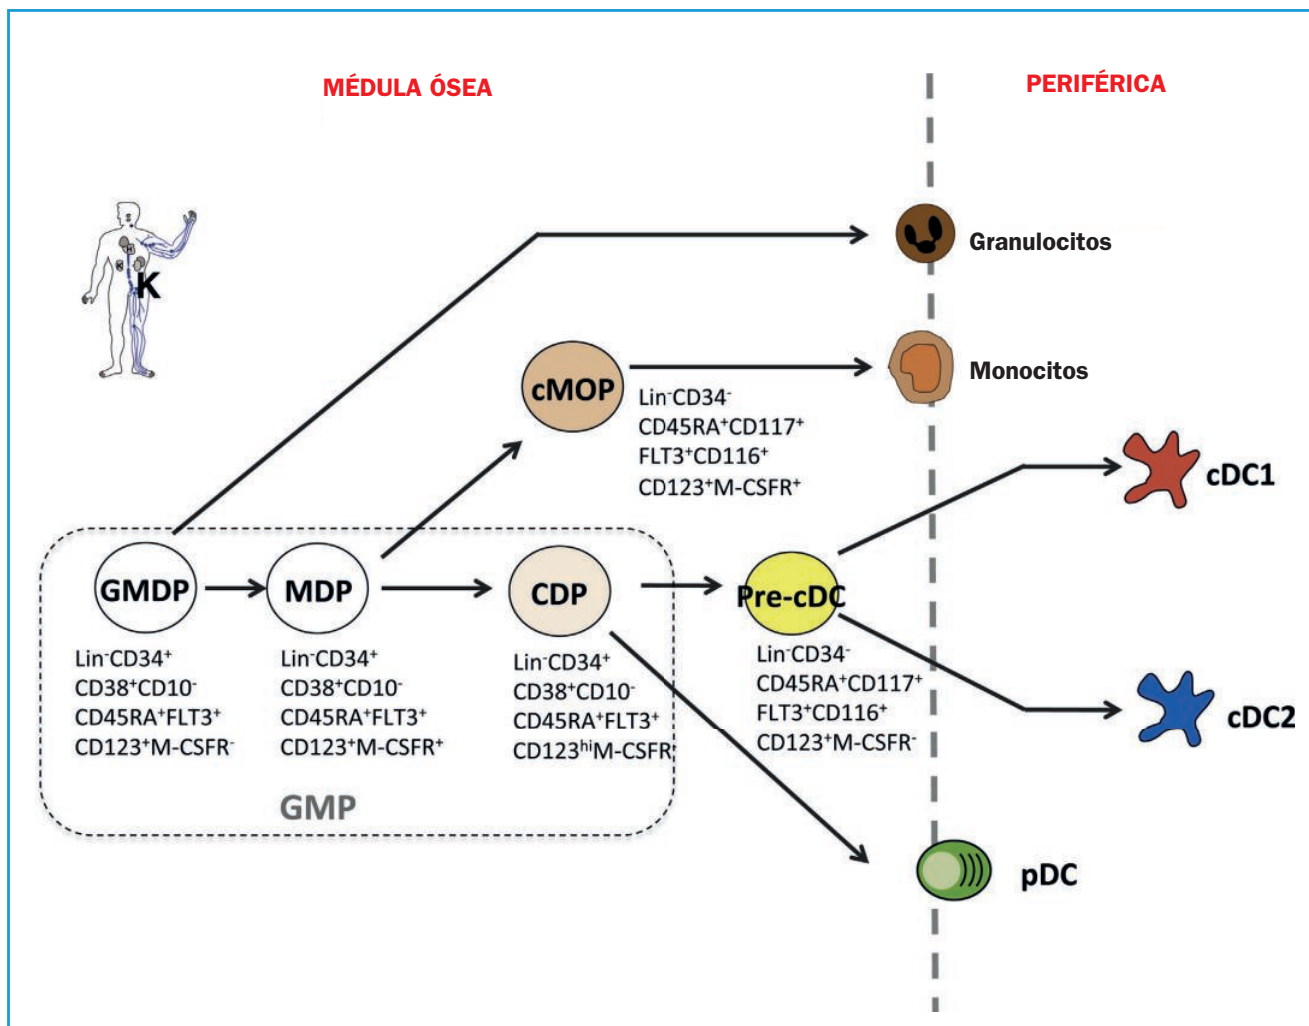 MÉDULA ÓSEA
PERIFÉRICA
K
Granulocitos
Monocitos
cMOP
Lin⁻CD34⁻
CD45RA⁺CD117⁺
FLT3⁺CD116⁺
CD123⁺M-CSFR⁺
cDC1
GMDP
MDP
CDP
Pre-cDC
Lin⁻CD34⁺
CD38⁺CD10⁻
CD45RA⁺FLT3⁺
CD123⁺M-CSFR⁻
Lin⁻CD34⁺
CD38⁺CD10⁻
CD45RA⁺FLT3⁺
CD123⁺M-CSFR⁺
Lin⁻CD34⁺
CD38⁺CD10⁻
CD45RA⁺FLT3⁺
CD123ʰⁱM-CSFR
Lin⁻CD34⁻
CD45RA⁺CD117⁺
FLT3⁺CD116⁺
CD123⁺M-CSFR⁻
cDC2
GMP
pDC